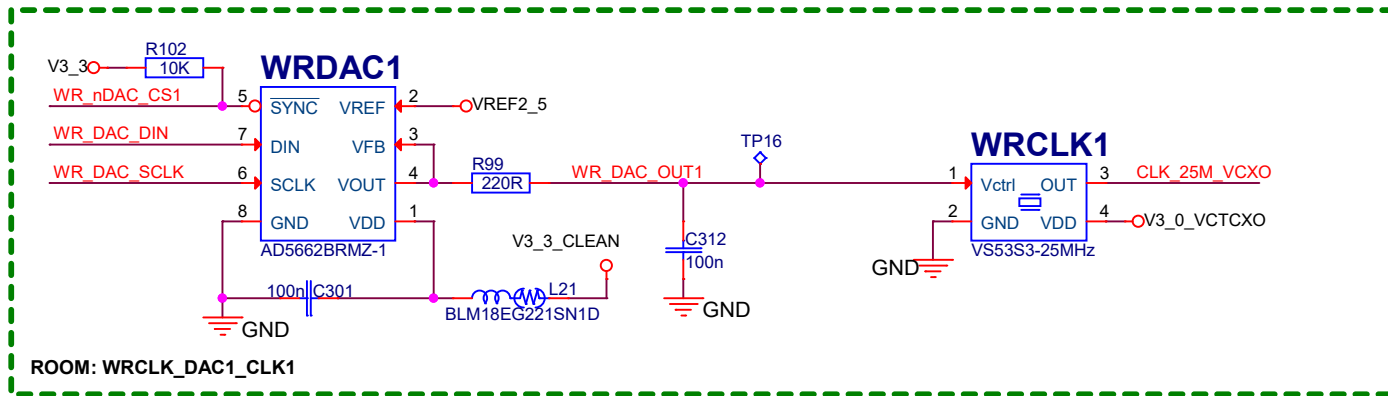 R102
V3_3
10K
WRDAC1
WR_nDAC_CS1
5
SYNC
VREF
2
VREF2_5
WR_DAC_DIN
7
DIN
VFB
3
TP16
WRCLK1
R99
WR_DAC_SCLK
6
SCLK
VOUT
4
220R
WR_DAC_OUT1
1
Vctrl
OUT
3
CLK_25M_VCXO
8
GND
VDD
1
2
GND
VDD
4
V3_0_VCTCXO
AD5662BRMZ-1
V3_3_CLEAN
C312
100n
VS53S3-25MHz
GND
100n
C301
L21
BLM18EG221SN1D
GND
GND
ROOM: WRCLK_DAC1_CLK1